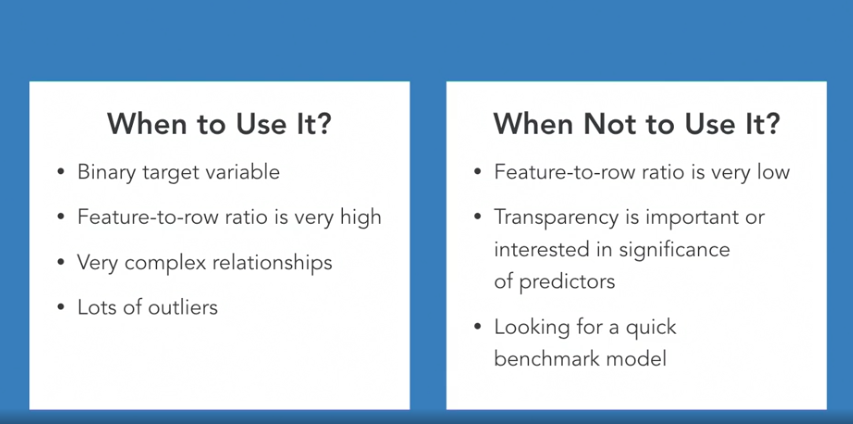 When to Use It?
• Binary target variable
• Feature-to-row ratio is very high
• Very complex relationships
• Lots of outliers
When Not to Use It?
• Feature-to-row ratio is very low
• Transparency is important or
interested in significance
of predictors
• Looking for a quick
benchmark model